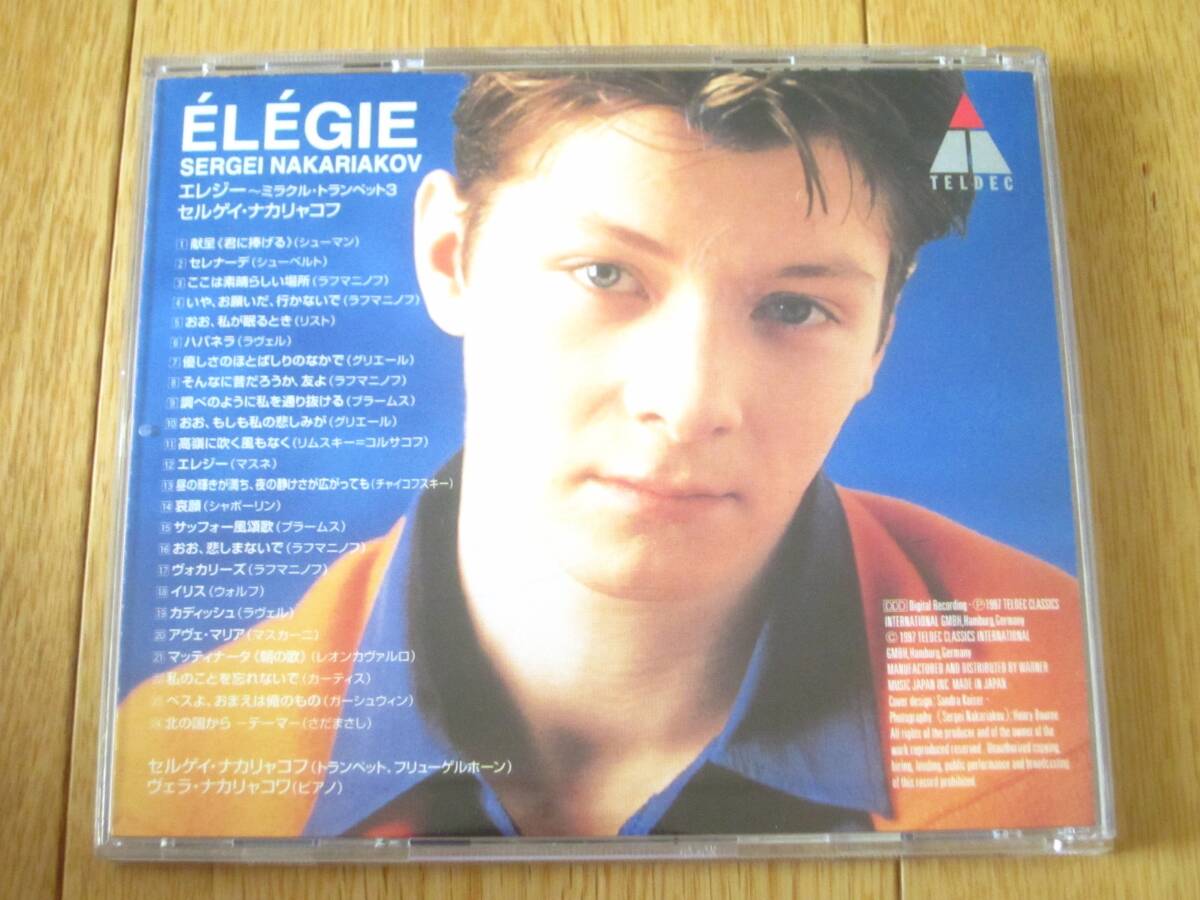 ÉLÉGIE
SERGEI NAKARIAKOV
エレジー〜ミラクル・トランペット3
セルゲイ・ナカリャコフ
1 献呈《君に捧げる》(シューマン)
2 セレナーデ(シューベルト)
3 ここは素晴らしい場所(ラフマニノフ)
4 いや、お願いだ、行かないで(ラフマニノフ)
5 おお、私が眠るとき(リスト)
6 ハバネラ(ラヴェル)
7 優しさのほとばしりのなかで(グリエール)
8 そんなに昔だろうか、友よ(ラフマニノフ)
9 調べのように私を通り抜ける(ブラームス)
10 おお、もしも私の悲しみが(グリエール)
11 高嶺に吹く風もなく(リムスキー=コルサコフ)
12 エレジー(マスネ)
13 昼の輝きが満ち、夜の静けさが広がっても(チャイコフスキー)
14 哀願(シャポーリン)
15 サッフォー風頌歌(ブラームス)
16 おお、悲しまないで(ラフマニノフ)
17 ヴォカリーズ(ラフマニノフ)
18 イリス(ウォルフ)
19 カディッシュ(ラヴェル)
20 アヴェ・マリア(マスカーニ)
21 マッティナータ《朝の歌》(レオンカヴァルロ)
22 私のことを忘れないで(カーティス)
23 ベスよ、おまえは俺のもの(ガーシュウィン)
24 北の国から −テーマ−(さだまさし)
セルゲイ・ナカリャコフ(トランペット、フリューゲルホーン)
ヴェラ・ナカリャコワ(ピアノ)
TELDEC
DDD Digital Recording・Ⓟ1997 TELDEC CLASSICS
INTERNATIONAL GMBH, Hamburg, Germany
© 1997 TELDEC CLASSICS INTERNATIONAL
GMBH, Hamburg, Germany
MANUFACTURED AND DISTRIBUTED BY WARNER
MUSIC JAPAN INC. MADE IN JAPAN
Cover design: Sandra Kaiser・
Photography (Sergei Nakariakov): Henry Bourne
All rights of the producer and of the owner of the
work reproduced reserved. Unauthorized copying,
hiring, lending, public performance and broadcasting
of this record prohibited.